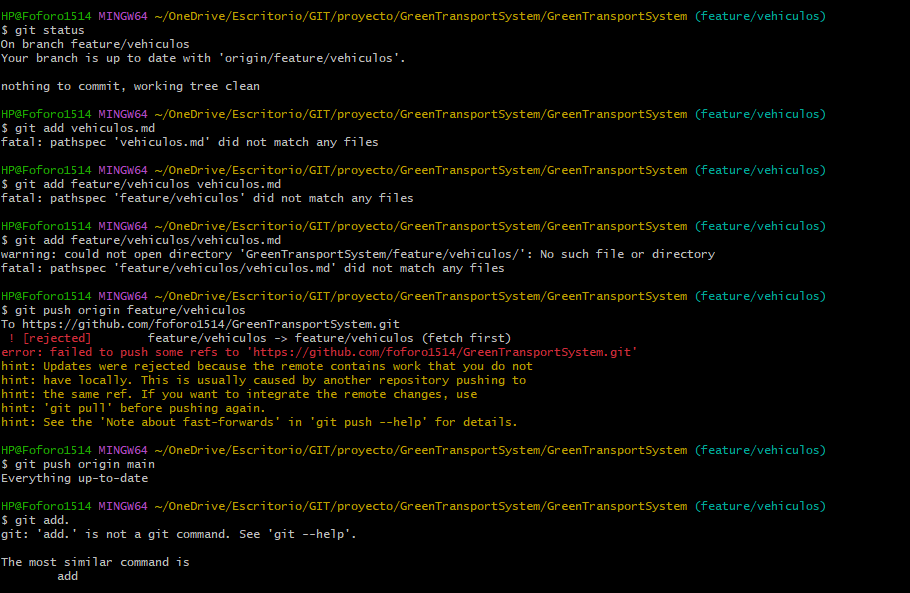 HP@Foforo1514 MINGW64 ~/OneDrive/Escritorio/GIT/proyecto/GreenTransportSystem/GreenTransportSystem (feature/vehiculos)
$ git status
On branch feature/vehiculos
Your branch is up to date with 'origin/feature/vehiculos'.
nothing to commit, working tree clean
HP@Foforo1514 MINGW64 ~/OneDrive/Escritorio/GIT/proyecto/GreenTransportSystem/GreenTransportSystem (feature/vehiculos)
$ git add vehiculos.md
fatal: pathspec 'vehiculos.md' did not match any files
HP@Foforo1514 MINGW64 ~/OneDrive/Escritorio/GIT/proyecto/GreenTransportSystem/GreenTransportSystem (feature/vehiculos)
$ git add feature/vehiculos vehiculos.md
fatal: pathspec 'feature/vehiculos' did not match any files
HP@Foforo1514 MINGW64 ~/OneDrive/Escritorio/GIT/proyecto/GreenTransportSystem/GreenTransportSystem (feature/vehiculos)
$ git add feature/vehiculos/vehiculos.md
warning: could not open directory 'GreenTransportSystem/feature/vehiculos/': No such file or directory
fatal: pathspec 'feature/vehiculos/vehiculos.md' did not match any files
HP@Foforo1514 MINGW64 ~/OneDrive/Escritorio/GIT/proyecto/GreenTransportSystem/GreenTransportSystem (feature/vehiculos)
$ git push origin feature/vehiculos
To https://github.com/foforo1514/GreenTransportSystem.git
 ! [rejected]        feature/vehiculos -> feature/vehiculos (fetch first)
error: failed to push some refs to 'https://github.com/foforo1514/GreenTransportSystem.git'
hint: Updates were rejected because the remote contains work that you do not
hint: have locally. This is usually caused by another repository pushing to
hint: the same ref. If you want to integrate the remote changes, use
hint: 'git pull' before pushing again.
hint: See the 'Note about fast-forwards' in 'git push --help' for details.
HP@Foforo1514 MINGW64 ~/OneDrive/Escritorio/GIT/proyecto/GreenTransportSystem/GreenTransportSystem (feature/vehiculos)
$ git push origin main
Everything up-to-date
HP@Foforo1514 MINGW64 ~/OneDrive/Escritorio/GIT/proyecto/GreenTransportSystem/GreenTransportSystem (feature/vehiculos)
$ git add.
git: 'add.' is not a git command. See 'git --help'.
The most similar command is
        add